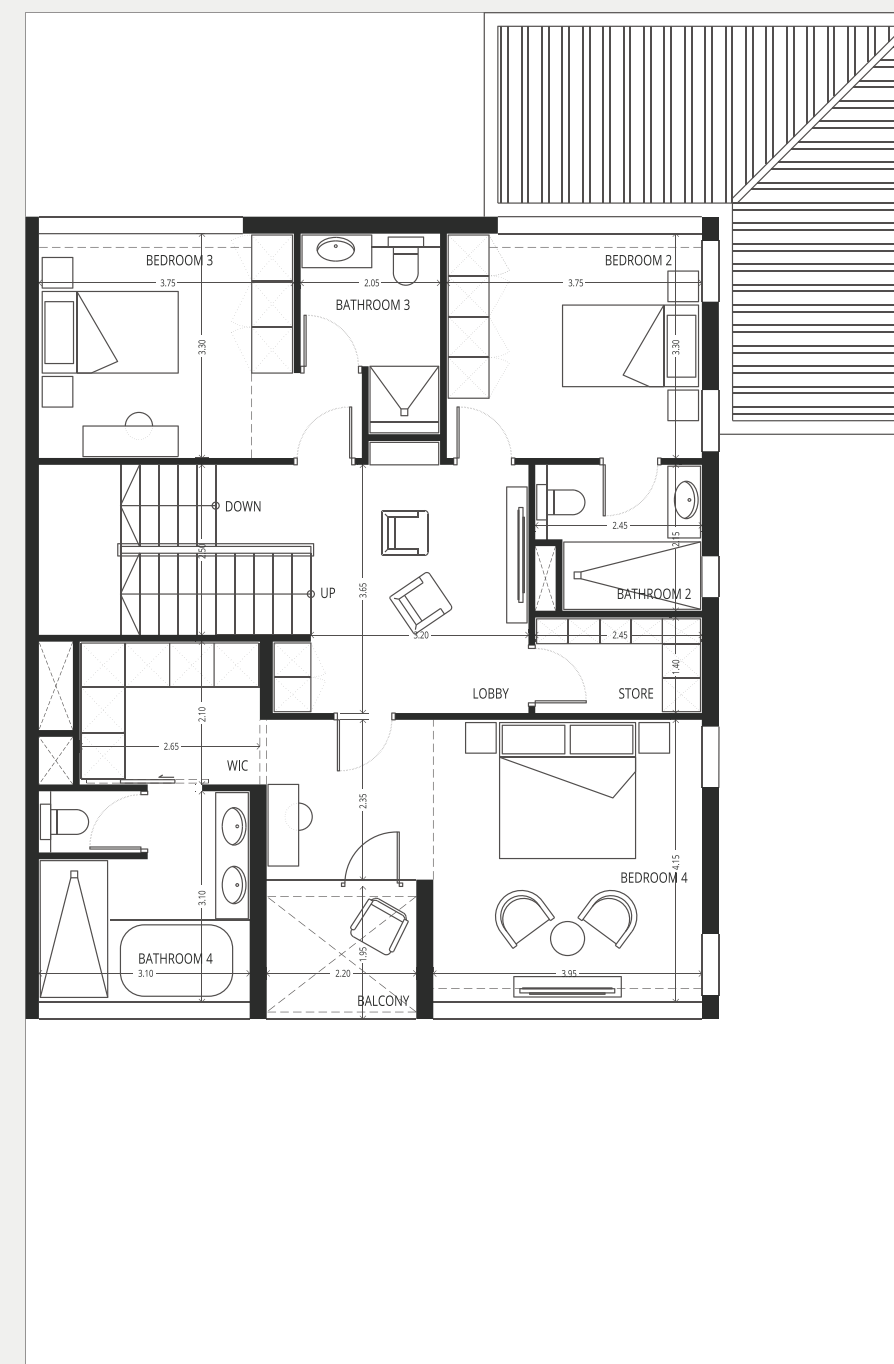 BEDROOM 3
BEDROOM 2
3.75
2.05
3.75
BATHROOM 3
3.30
3.30
DOWN
2.45
2.15
2.50
UP
3.65
BATHROOM 2
3.20
2.45
1.40
LOBBY
STORE
2.10
2.65
WIC
2.35
4.15
BEDROOM 4
3.10
1.95
BATHROOM 4
3.10
2.20
3.95
BALCONY